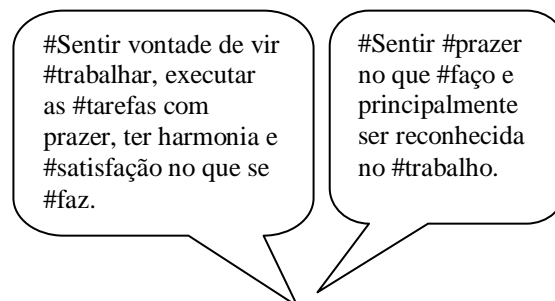 #Sentir vontade de vir
#trabalhar, executar
as #tarefas com
prazer, ter harmonia e
#satisfação no que se
#faz.
#Sentir #prazer
no que #faço e
principalmente
ser reconhecida
no #trabalho.